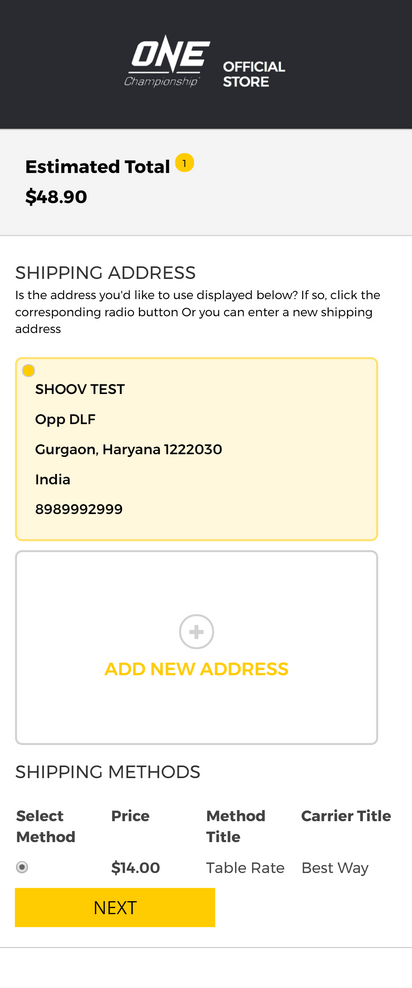 ONE
Championship
OFFICIAL
STORE
Estimated Total 1
$48.90
SHIPPING ADDRESS
Is the address you'd like to use displayed below? If so, click the
corresponding radio button Or you can enter a new shipping
address
SHOOV TEST
Opp DLF
Gurgaon, Haryana 1222030
India
8989992999
ADD NEW ADDRESS
SHIPPING METHODS
Select Method Price Method Title Carrier Title
$14.00 Table Rate Best Way
NEXT